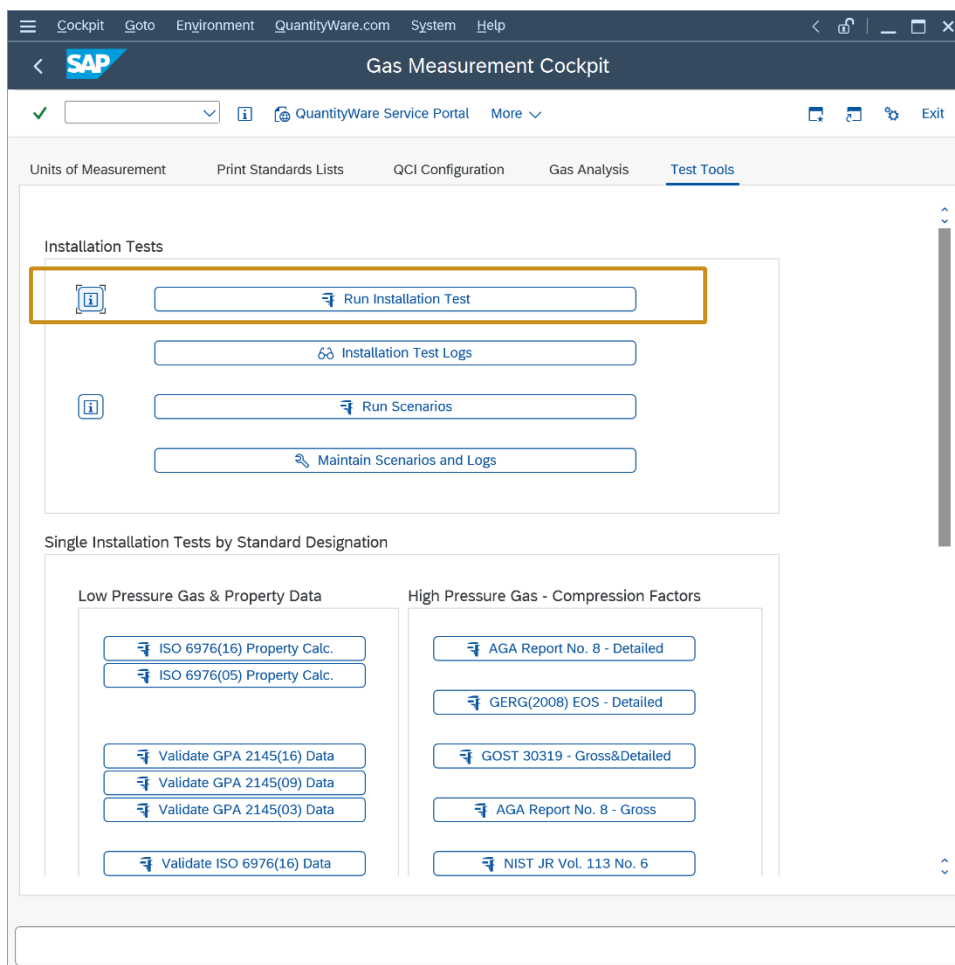 Cockpit Goto Environment QuantityWare.com System Help
SAP Gas Measurement Cockpit
QuantityWare Service Portal More Exit
Units of Measurement Print Standards Lists QCI Configuration Gas Analysis Test Tools
Installation Tests
Run Installation Test
Installation Test Logs
Run Scenarios
Maintain Scenarios and Logs
Single Installation Tests by Standard Designation
Low Pressure Gas & Property Data High Pressure Gas - Compression Factors
ISO 6976(16) Property Calc. AGA Report No. 8 - Detailed
ISO 6976(05) Property Calc.
GERG(2008) EOS - Detailed
Validate GPA 2145(16) Data GOST 30319 - Gross&Detailed
Validate GPA 2145(09) Data
Validate GPA 2145(03) Data AGA Report No. 8 - Gross
Validate ISO 6976(16) Data NIST JR Vol. 113 No. 6